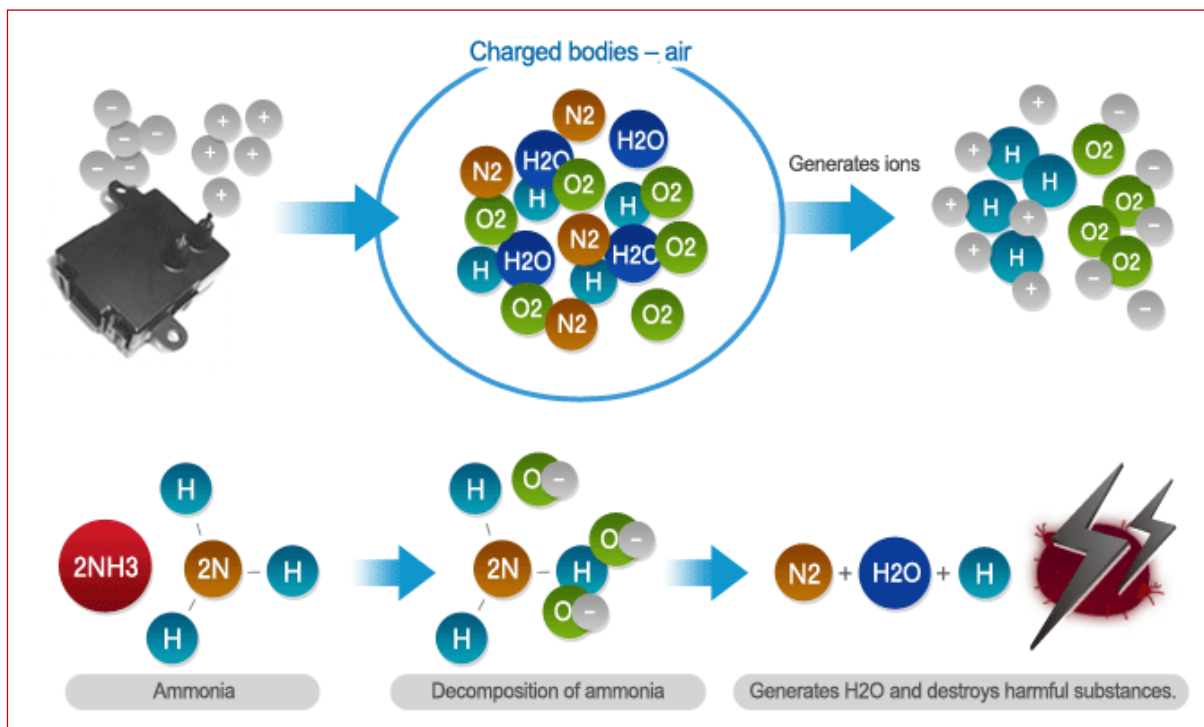 Charged bodies – air
− − − − −
+ + + + +
+
N2
H2O H2O
N2 O2 O2
H H
O2 N2 O2
H H2O H H2O
O2 N2 O2
Generates ions
+ −
+ H O2
H −
+ H + O2 −
+ H O2 O2
+ − −
H
2NH3 2N – H
H
Ammonia
H O −
2N – H O −
O −
H
Decomposition of ammonia
N2 + H2O + H
Generates H2O and destroys harmful substances.